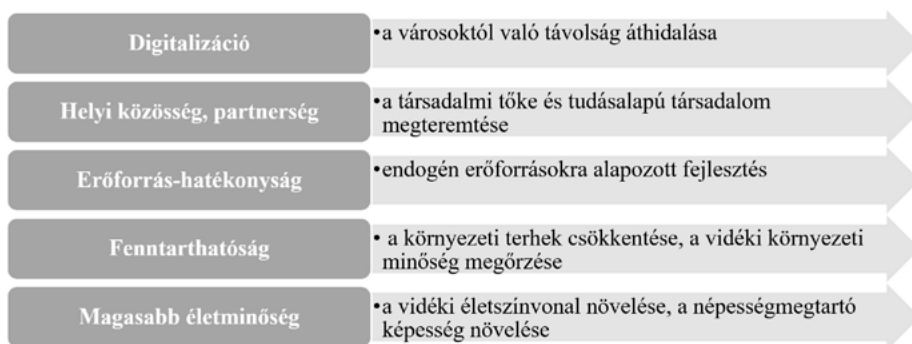 Digitalizáció
•a városoktól való távolság áthidalása
Helyi közösség, partnerség
•a társadalmi tőke és tudásalapú társadalom
megteremtése
Erőforrás-hatékonyság
•endogén erőforrásokra alapozott fejlesztés
Fenntarthatóság
• a környezeti terhek csökkentése, a vidéki környezeti
minőség megőrzése
Magasabb életminőség
•a vidéki életszínvonal növelése, a népességmegtartó
képesség növelése